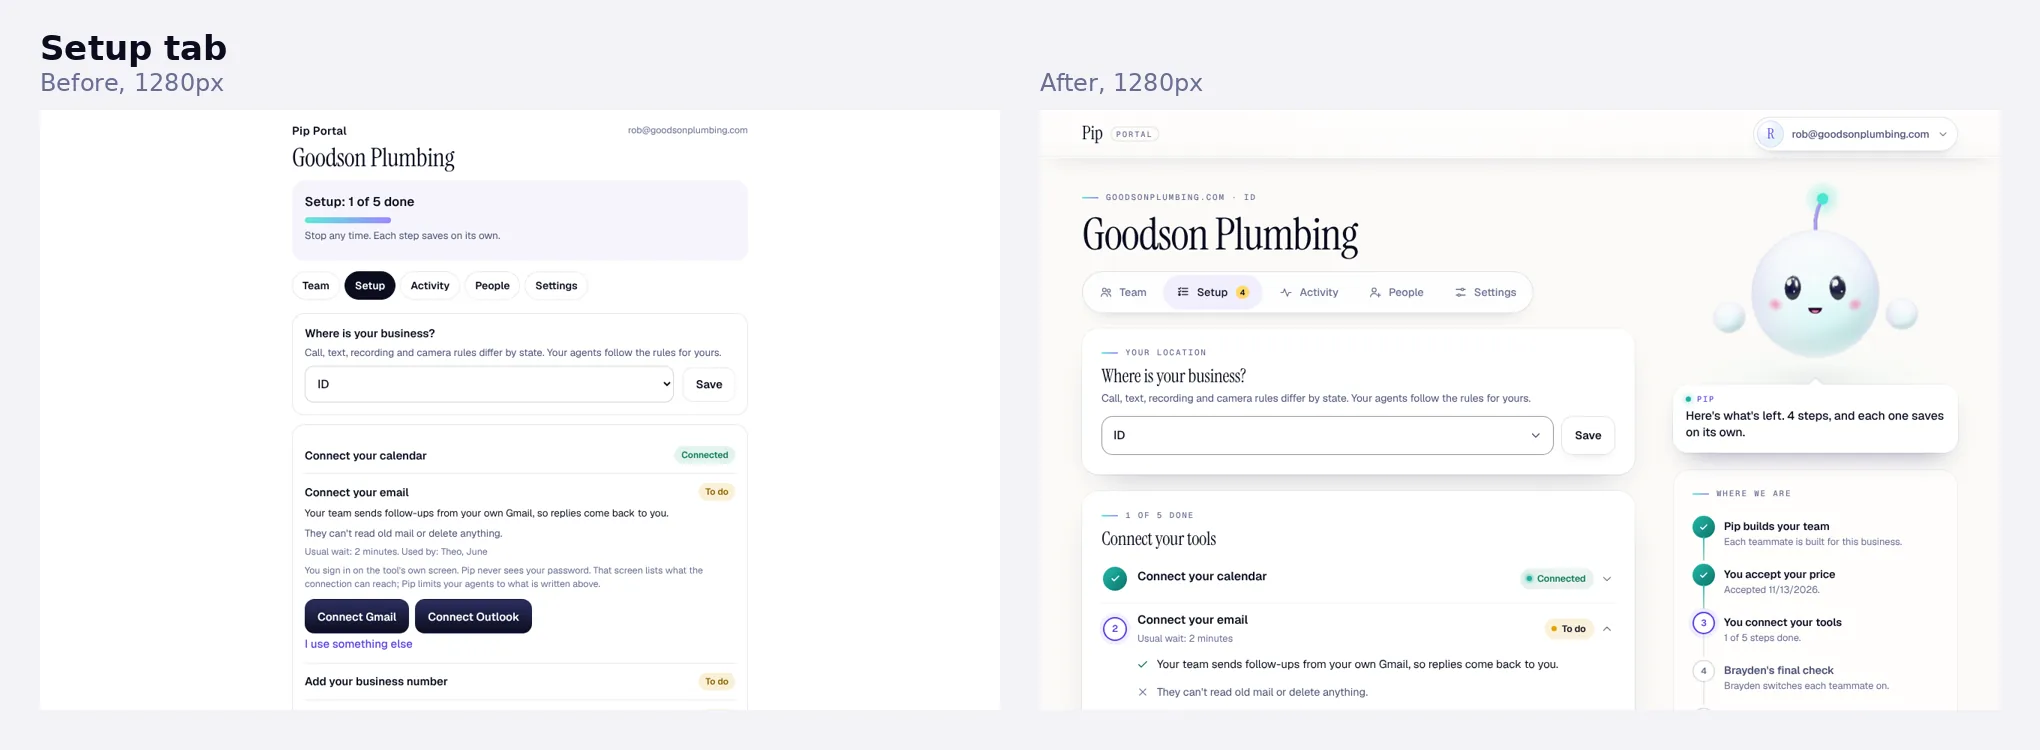 Setup tab
Before, 1280px
Pip Portal
rob@goodsonplumbing.com
Goodson Plumbing
Setup: 1 of 5 done
Stop any time. Each step saves on its own.
Team
Setup
Activity
People
Settings
Where is your business?
Call, text, recording and camera rules differ by state. Your agents follow the rules for yours.
ID
Save
Connect your calendar
Connected
Connect your email
To do
Your team sends follow-ups from your own Gmail, so replies come back to you.
They can't read old mail or delete anything.
Usual wait: 2 minutes. Used by: Theo, June
You sign in on the tool's own screen. Pip never sees your password. That screen lists what the
connection can reach; Pip limits your agents to what is written above.
Connect Gmail
Connect Outlook
I use something else
Add your business number
To do
After, 1280px
Pip
PORTAL
R
rob@goodsonplumbing.com
GOODSONPLUMBING.COM · ID
Goodson Plumbing
Team
Setup
4
Activity
People
Settings
YOUR LOCATION
Where is your business?
Call, text, recording and camera rules differ by state. Your agents follow the rules for yours.
ID
Save
1 OF 5 DONE
Connect your tools
Connect your calendar
Connected
2
Connect your email
Usual wait: 2 minutes
To do
Your team sends follow-ups from your own Gmail, so replies come back to you.
They can't read old mail or delete anything.
PIP
Here's what's left. 4 steps, and each one saves
on its own.
WHERE WE ARE
Pip builds your team
Each teammate is built for this business.
You accept your price
Accepted 11/13/2026.
3
You connect your tools
1 of 5 steps done.
4
Brayden's final check
Brayden switches each teammate on.